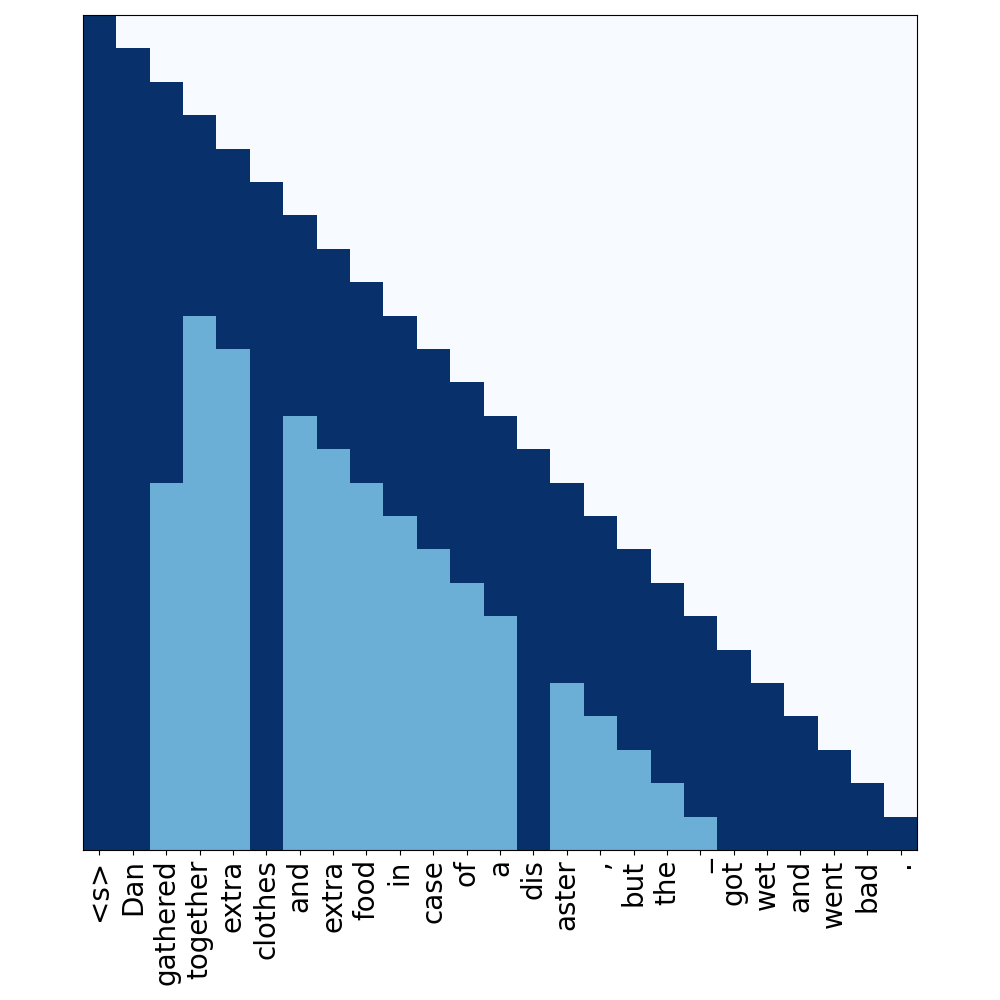 <s> Dan gathered together extra clothes and extra food in case of a dis aster , but the _ got wet and went bad .